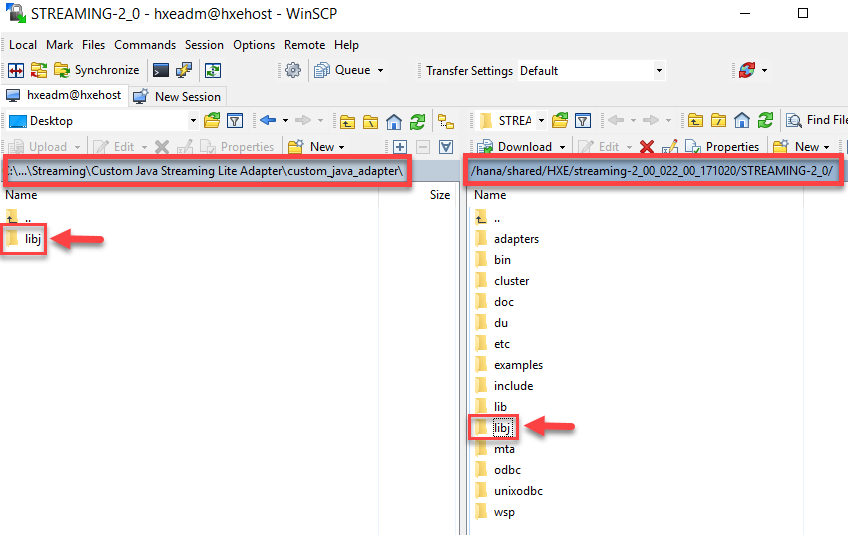 STREAMING-2_0 - hxeadm@hxehost - WinSCP
Local Mark Files Commands Session Options Remote Help
Synchronize Queue Transfer Settings Default
hxeadm@hxehost New Session
Desktop STREA Find File
Upload Edit Properties New Download Edit Properties New
:\...\Streaming\Custom Java Streaming Lite Adapter\custom_java_adapter\ /hana/shared/HXE/streaming-2_00_022_00_171020/STREAMING-2_0/
Name Size Name
.. ..
libj adapters
bin
cluster
doc
du
etc
examples
include
lib
libj
mta
odbc
unixodbc
wsp